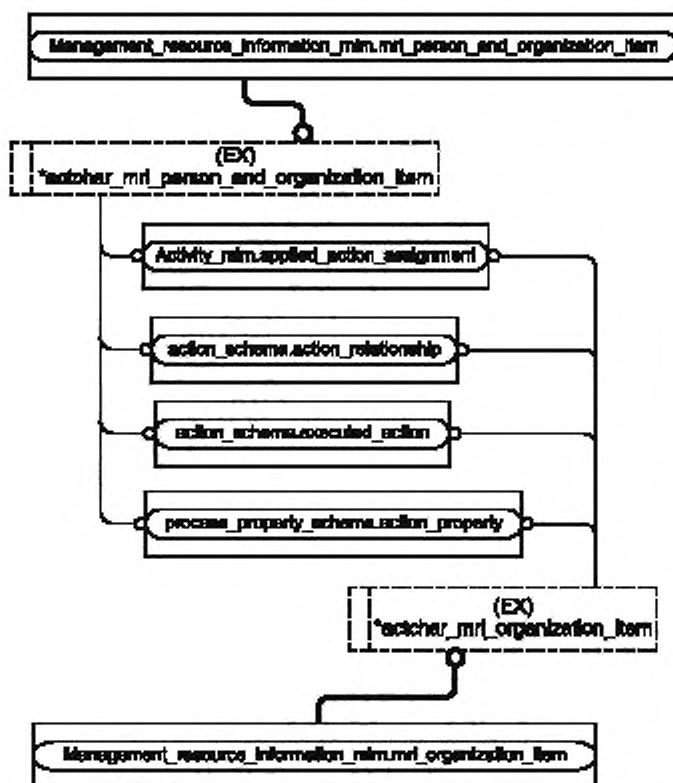 Management_resource_information_mim.mri_person_and_organization_item
(EX)
*actchar_mri_person_and_organization_item
Activity_mim.applied_action_assignment
action_schema.action_relationship
action_schema.executed_action
process_property_schema.action_property
(EX)
*actchar_mri_organization_item
Management_resource_information_mim.mri_organization_item